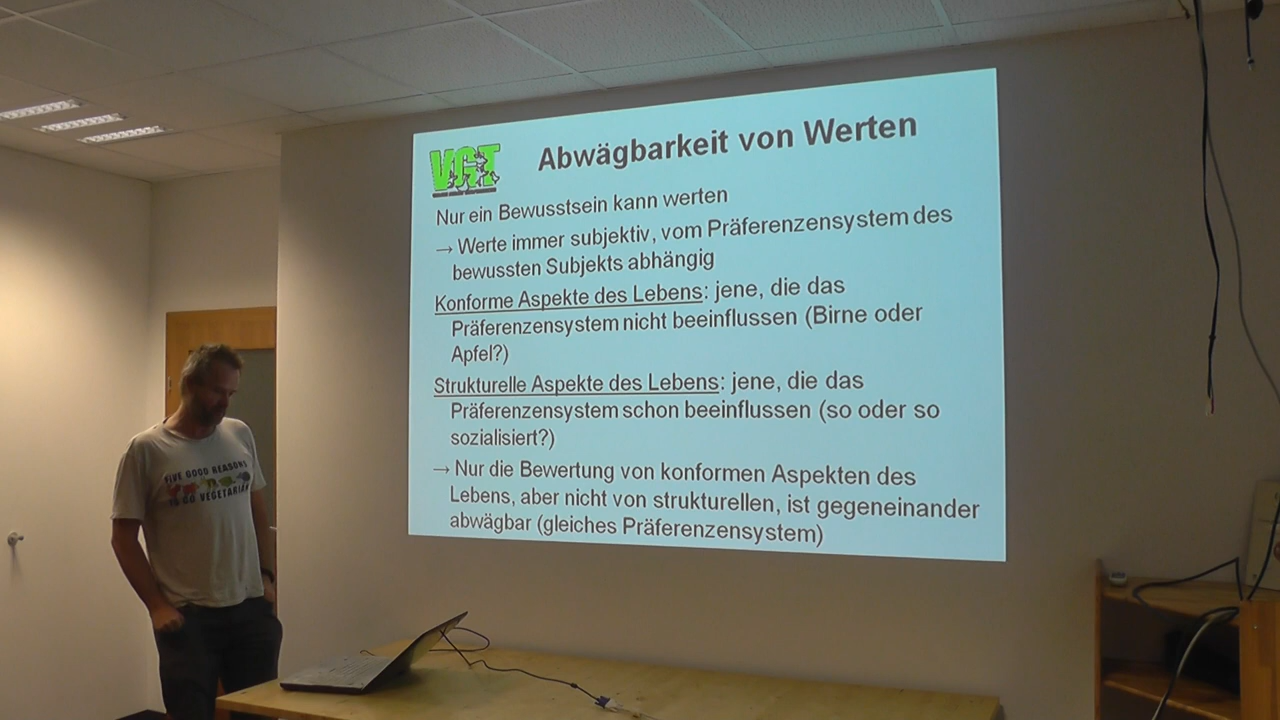 VGT
Abwägbarkeit von Werten
Nur ein Bewusstsein kann werten
→ Werte immer subjektiv, vom Präferenzensystem des
bewussten Subjekts abhängig
Konforme Aspekte des Lebens: jene, die das
Präferenzensystem nicht beeinflussen (Birne oder
Apfel?)
Strukturelle Aspekte des Lebens: jene, die das
Präferenzensystem schon beeinflussen (so oder so
sozialisiert?)
→ Nur die Bewertung von konformen Aspekten des
Lebens, aber nicht von strukturellen, ist gegeneinander
abwägbar (gleiches Präferenzensystem)
FIVE GOOD REASONS
TO GO VEGETARIAN